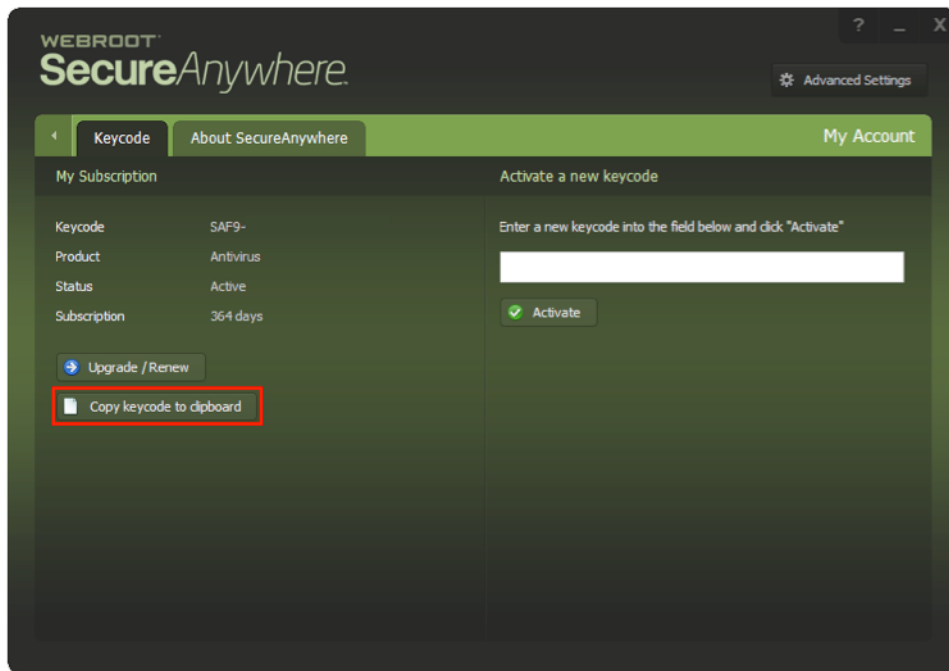 ? _ X
WEBROOT
SecureAnywhere
Advanced Settings
Keycode About SecureAnywhere My Account
My Subscription
Keycode SAF9-
Product Antivirus
Status Active
Subscription 364 days
Upgrade / Renew
Copy keycode to clipboard
Activate a new keycode
Enter a new keycode into the field below and click "Activate"
Activate